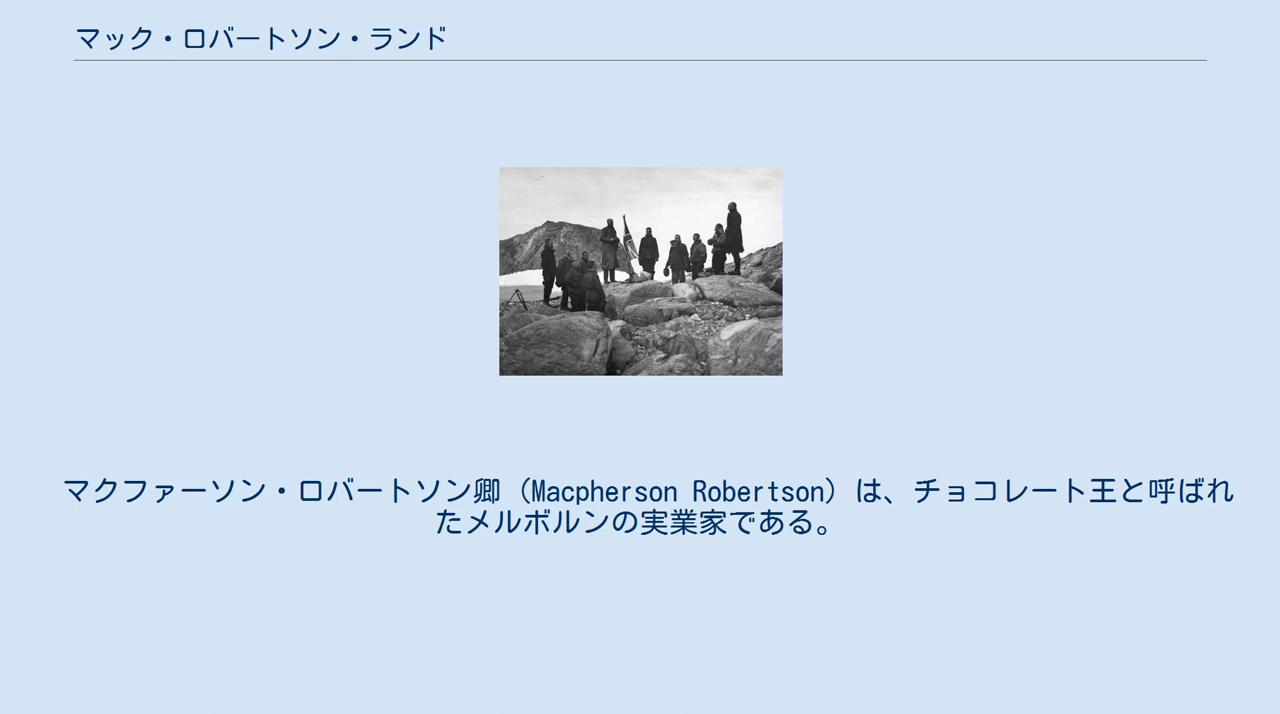 マック・ロバートソン・ランド
マクファーソン・ロバートソン卿（Macpherson Robertson）は、チョコレート王と呼ばれ
たメルボルンの実業家である。